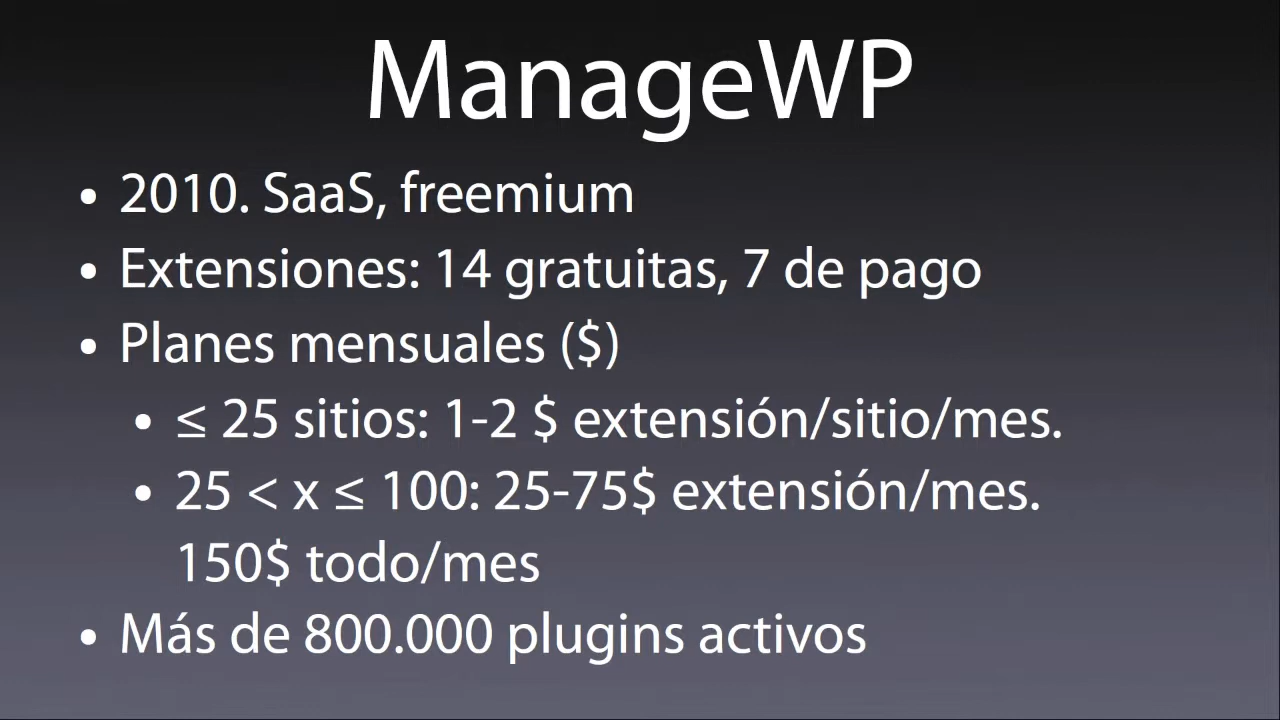 ManageWP
• 2010. SaaS, freemium
• Extensiones: 14 gratuitas, 7 de pago
• Planes mensuales ($)
• ≤ 25 sitios: 1-2 $ extensión/sitio/mes.
• 25 < x ≤ 100: 25-75$ extensión/mes.
150$ todo/mes
• Más de 800.000 plugins activos